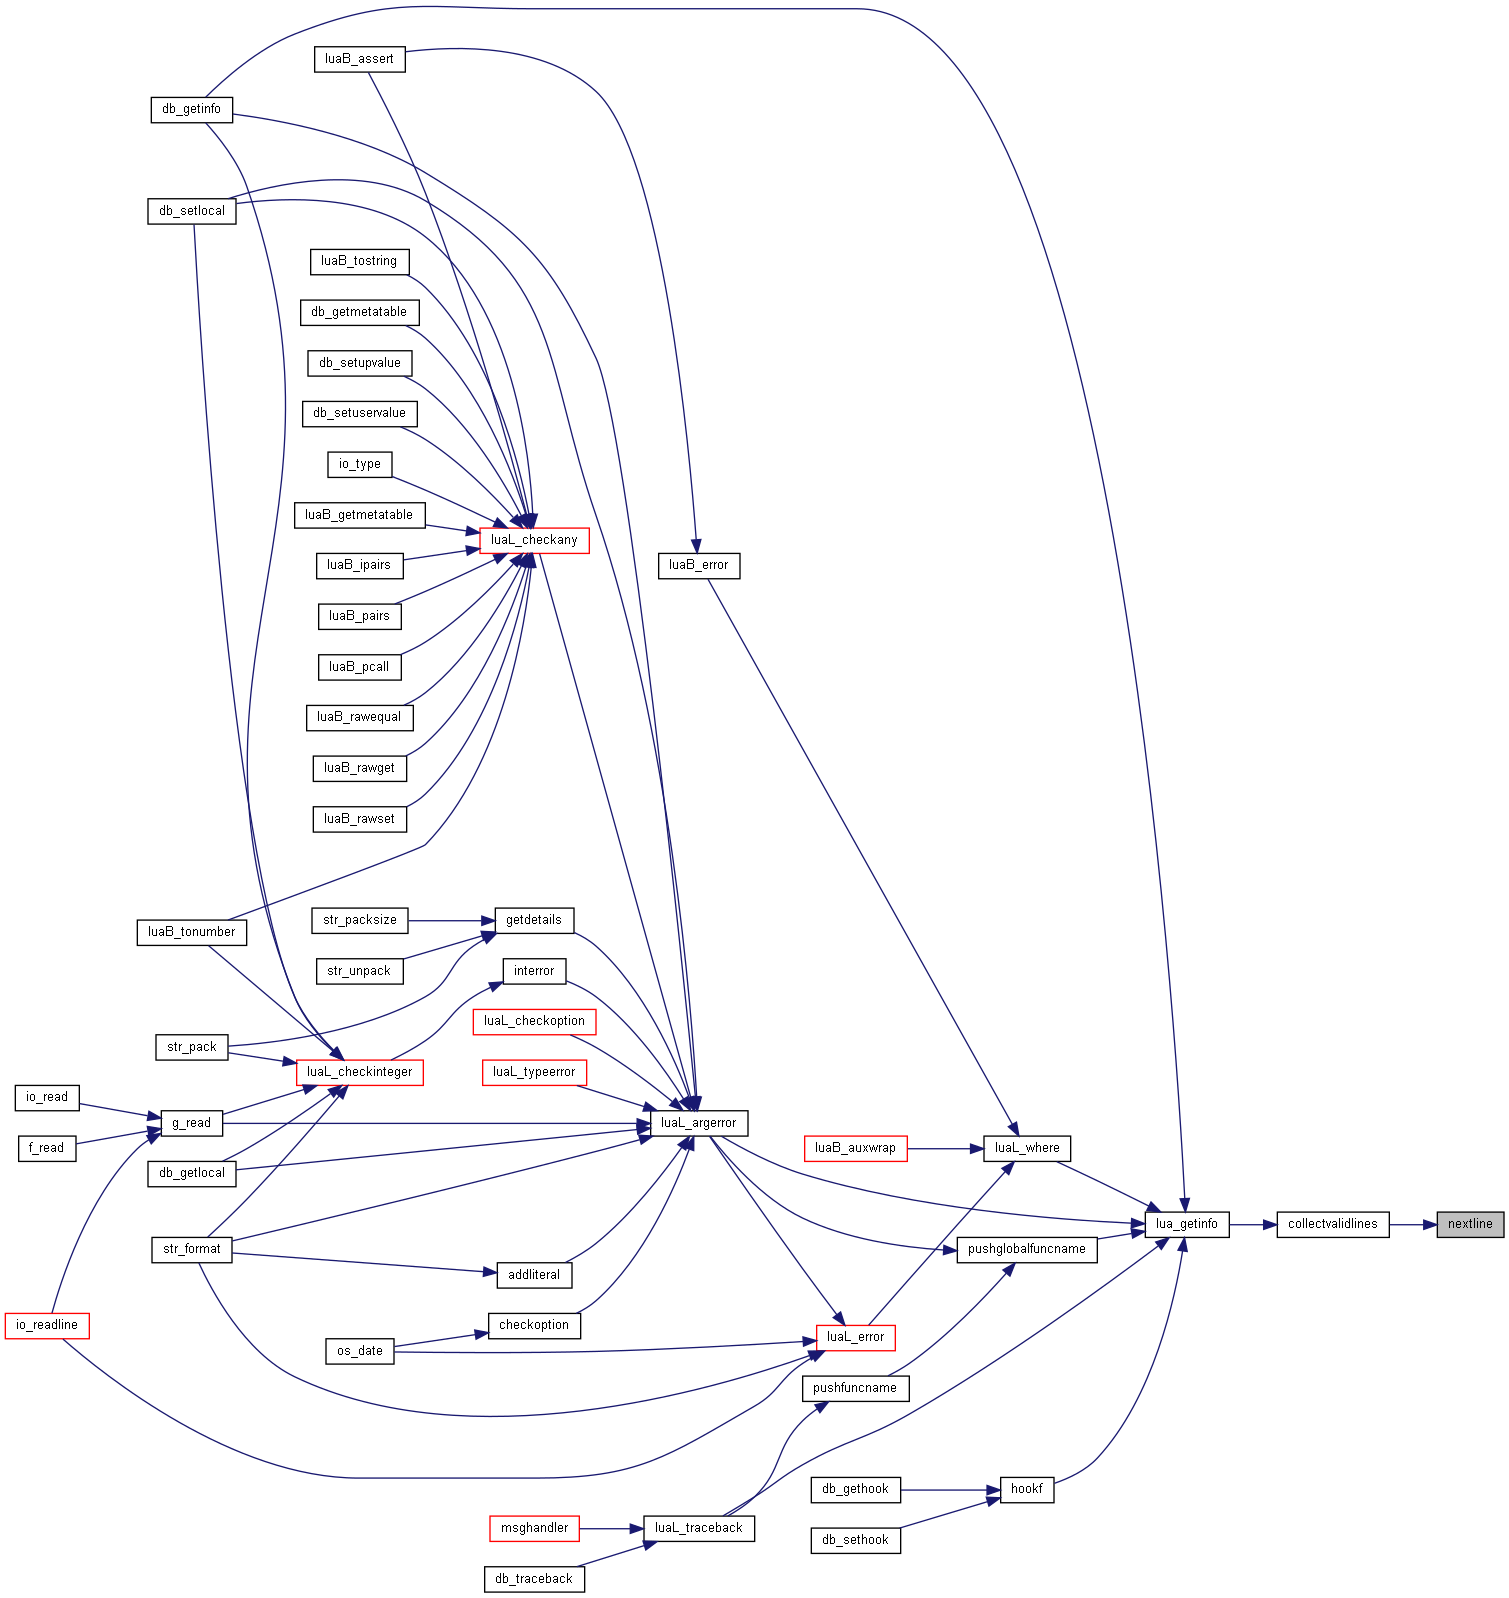 luaB_assert
db_getinfo
db_setlocal
luaB_tostring
db_getmetatable
db_setupvalue
db_setuservalue
io_type
luaB_getmetatable
luaL_checkany
luaB_ipairs
luaB_error
luaB_pairs
luaB_pcall
luaB_rawequal
luaB_rawget
luaB_rawset
str_packsize
getdetails
luaB_tonumber
str_unpack
interror
luaL_checkoption
str_pack
luaL_checkinteger
luaL_typeerror
io_read
g_read
luaL_argerror
f_read
luaB_auxwrap
luaL_where
db_getlocal
lua_getinfo
collectvalidlines
nextline
str_format
pushglobalfuncname
addliteral
io_readline
checkoption
luaL_error
os_date
pushfuncname
db_gethook
hookf
msghandler
luaL_traceback
db_sethook
db_traceback